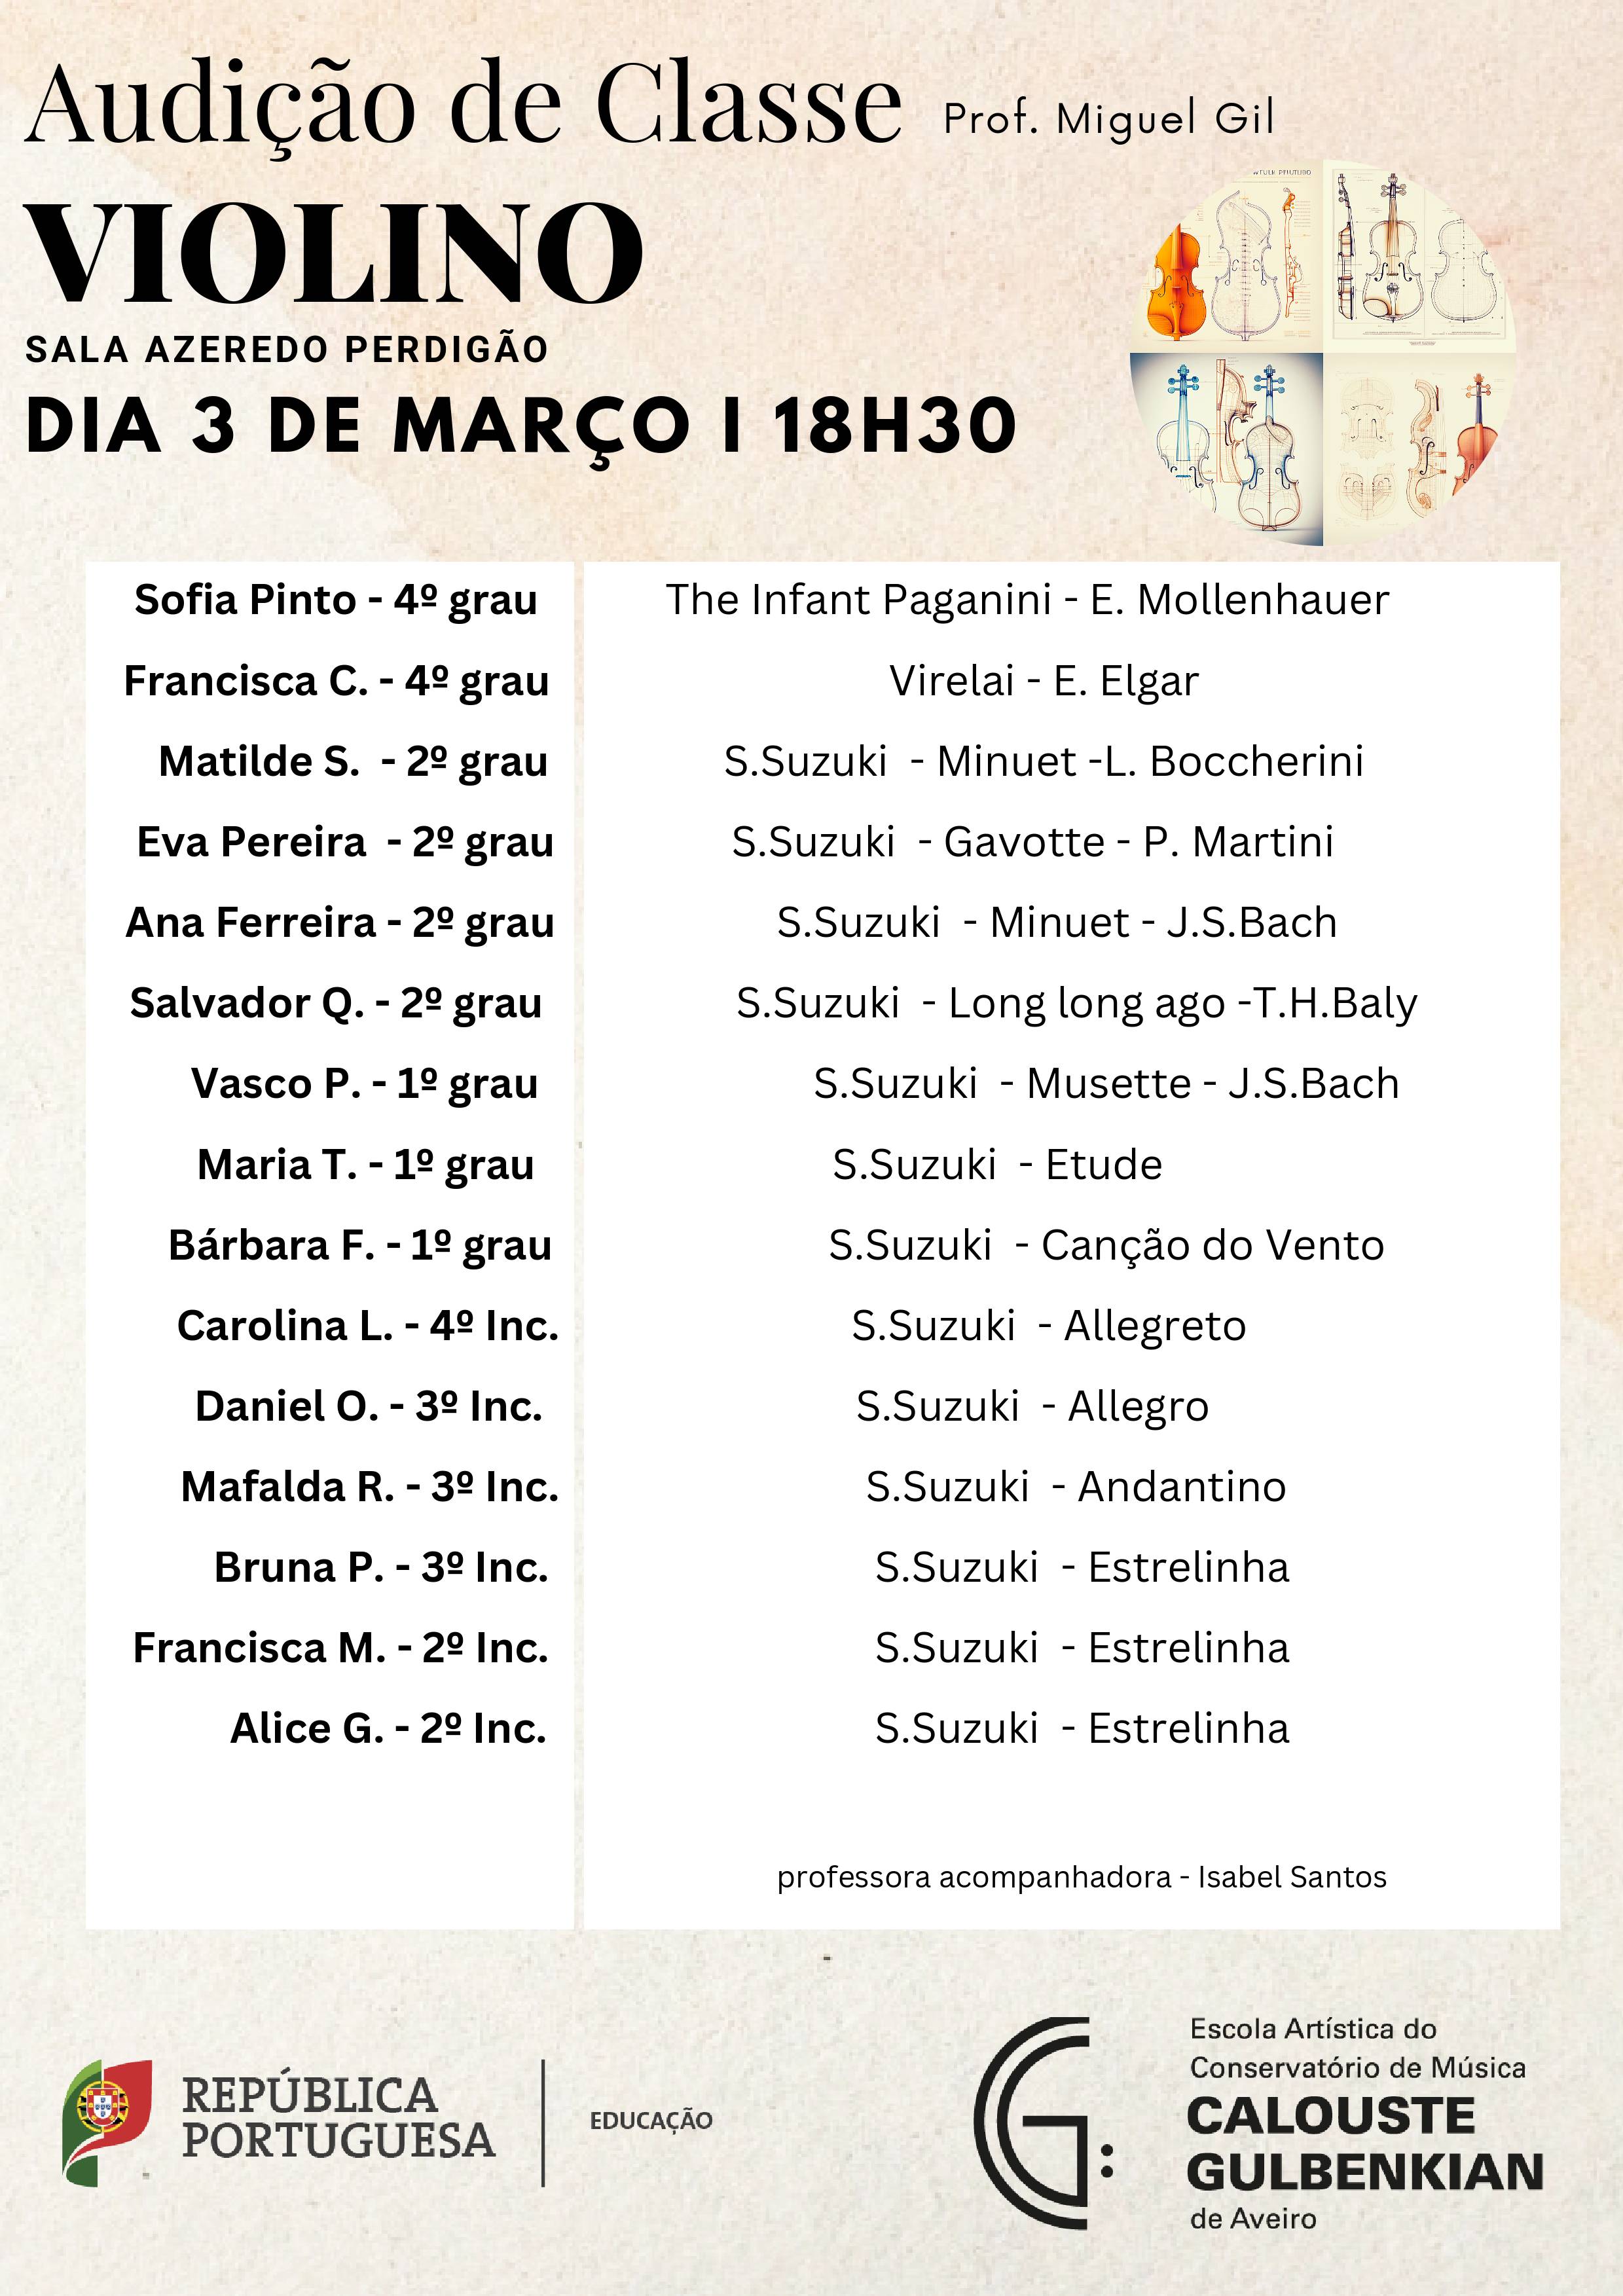 Audição de Classe Prof. Miguel Gil
VIOLINO
SALA AZEREDO PERDIGÃO
DIA 3 DE MARÇO I 18H30
Sofia Pinto - 4º grau The Infant Paganini - E. Mollenhauer
Francisca C. - 4º grau Virelai - E. Elgar
Matilde S. - 2º grau S.Suzuki - Minuet -L. Boccherini
Eva Pereira - 2º grau S.Suzuki - Gavotte - P. Martini
Ana Ferreira - 2º grau S.Suzuki - Minuet - J.S.Bach
Salvador Q. - 2º grau S.Suzuki - Long long ago -T.H.Baly
Vasco P. - 1º grau S.Suzuki - Musette - J.S.Bach
Maria T. - 1º grau S.Suzuki - Etude
Bárbara F. - 1º grau S.Suzuki - Canção do Vento
Carolina L. - 4º Inc. S.Suzuki - Allegreto
Daniel O. - 3º Inc. S.Suzuki - Allegro
Mafalda R. - 3º Inc. S.Suzuki - Andantino
Bruna P. - 3º Inc. S.Suzuki - Estrelinha
Francisca M. - 2º Inc. S.Suzuki - Estrelinha
Alice G. - 2º Inc. S.Suzuki - Estrelinha
professora acompanhadora - Isabel Santos
REPÚBLICA
PORTUGUESA
EDUCAÇÃO
Escola Artística do
Conservatório de Música
CALOUSTE
GULBENKIAN
de Aveiro